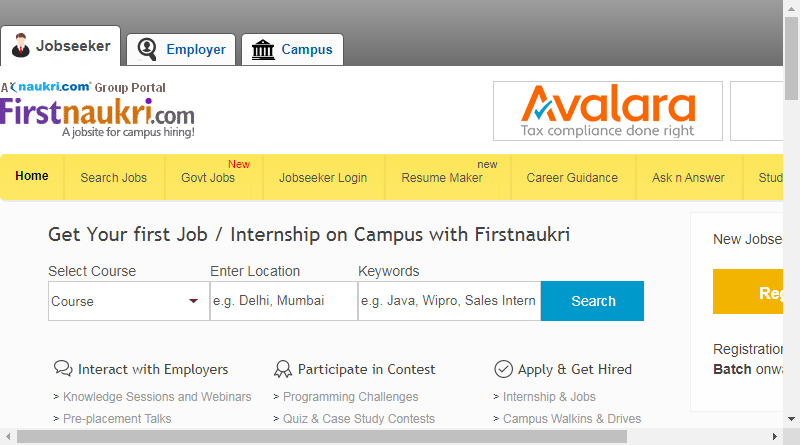 Jobseeker Employer Campus
A naukri.com Group Portal
Firstnaukri.com
A jobsite for campus hiring!
Avalara
Tax compliance done right
New new
Home Search Jobs Govt Jobs Jobseeker Login Resume Maker Career Guidance Ask n Answer Stud
Get Your first Job / Internship on Campus with Firstnaukri
New Jobse
Select Course Enter Location Keywords
Course e.g. Delhi, Mumbai e.g. Java, Wipro, Sales Intern Search
Reg
Registration
Batch onwa
Interact with Employers Participate in Contest Apply & Get Hired
> Knowledge Sessions and Webinars > Programming Challenges > Internship & Jobs
> Pre-placement Talks > Quiz & Case Study Contests > Campus Walkins & Drives